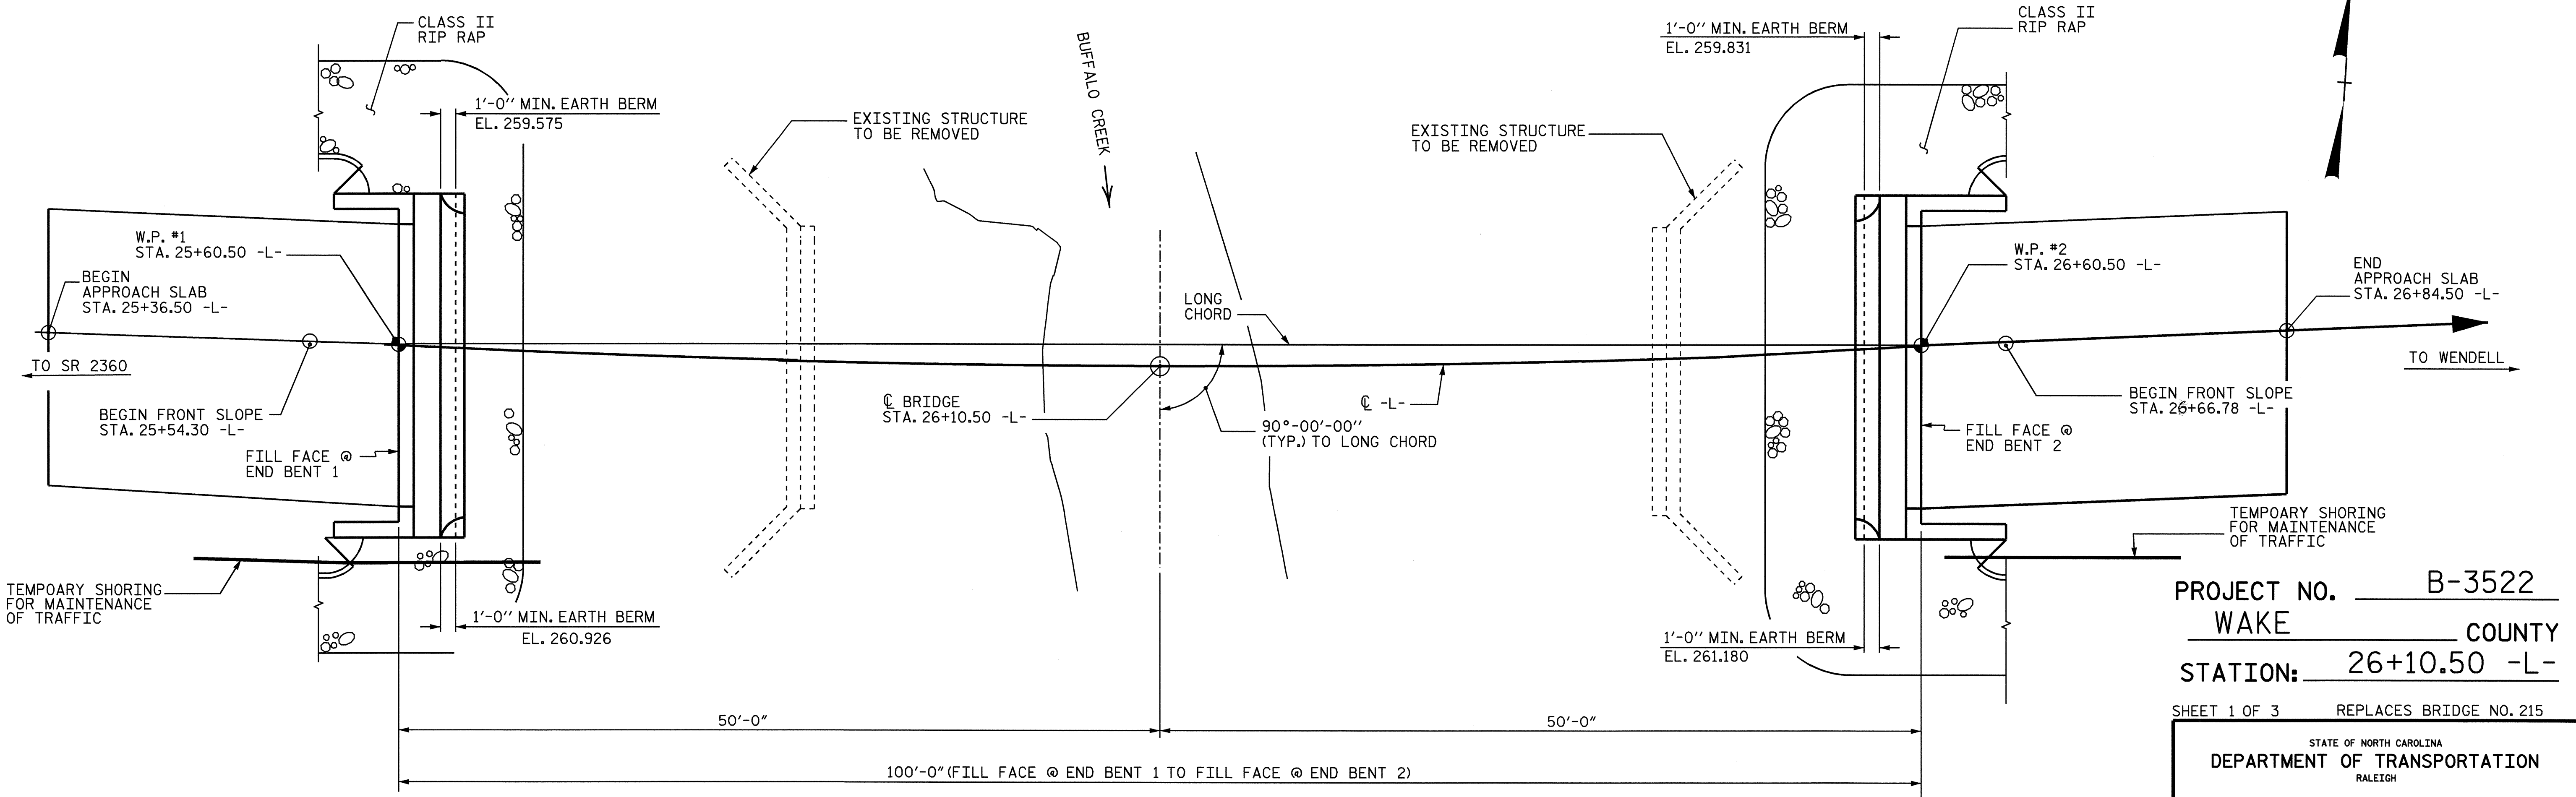 CLASS II
RIP RAP
1'-0" MIN. EARTH BERM
EL. 259.575
EXISTING STRUCTURE
TO BE REMOVED
BUFFALO CREEK
EXISTING STRUCTURE
TO BE REMOVED
1'-0" MIN. EARTH BERM
EL. 259.831
CLASS II
RIP RAP
W.P. #1
STA. 25+60.50 -L-
BEGIN
APPROACH SLAB
STA. 25+36.50 -L-
TO SR 2360
BEGIN FRONT SLOPE
STA. 25+54.30 -L-
FILL FACE @
END BENT 1
LONG
CHORD
℄ BRIDGE
STA. 26+10.50 -L-
℄ -L-
90°-00'-00"
(TYP.) TO LONG CHORD
W.P. #2
STA. 26+60.50 -L-
END
APPROACH SLAB
STA. 26+84.50 -L-
TO WENDELL
BEGIN FRONT SLOPE
STA. 26+66.78 -L-
FILL FACE @
END BENT 2
TEMPOARY SHORING
FOR MAINTENANCE
OF TRAFFIC
TEMPOARY SHORING
FOR MAINTENANCE
OF TRAFFIC
1'-0" MIN. EARTH BERM
EL. 260.926
1'-0" MIN. EARTH BERM
EL. 261.180
50'-0"
50'-0"
100'-0" (FILL FACE @ END BENT 1 TO FILL FACE @ END BENT 2)
PROJECT NO. B-3522
WAKE COUNTY
STATION: 26+10.50 -L-
SHEET 1 OF 3 REPLACES BRIDGE NO. 215
STATE OF NORTH CAROLINA
DEPARTMENT OF TRANSPORTATION
RALEIGH